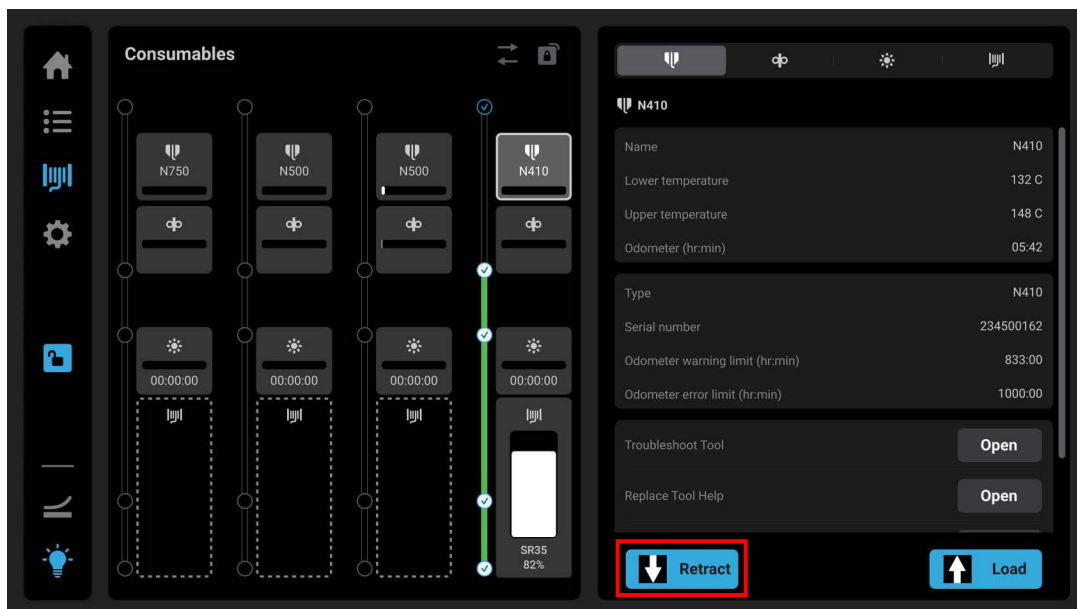 Consumables
N750
N500
N500
N410
00:00:00
00:00:00
00:00:00
00:00:00
SR35
82%
N410
Name N410
Lower temperature 132 C
Upper temperature 148 C
Odometer (hr:min) 05:42
Type N410
Serial number 234500162
Odometer warning limit (hr:min) 833:00
Odometer error limit (hr:min) 1000:00
Troubleshoot Tool Open
Replace Tool Help Open
Retract
Load